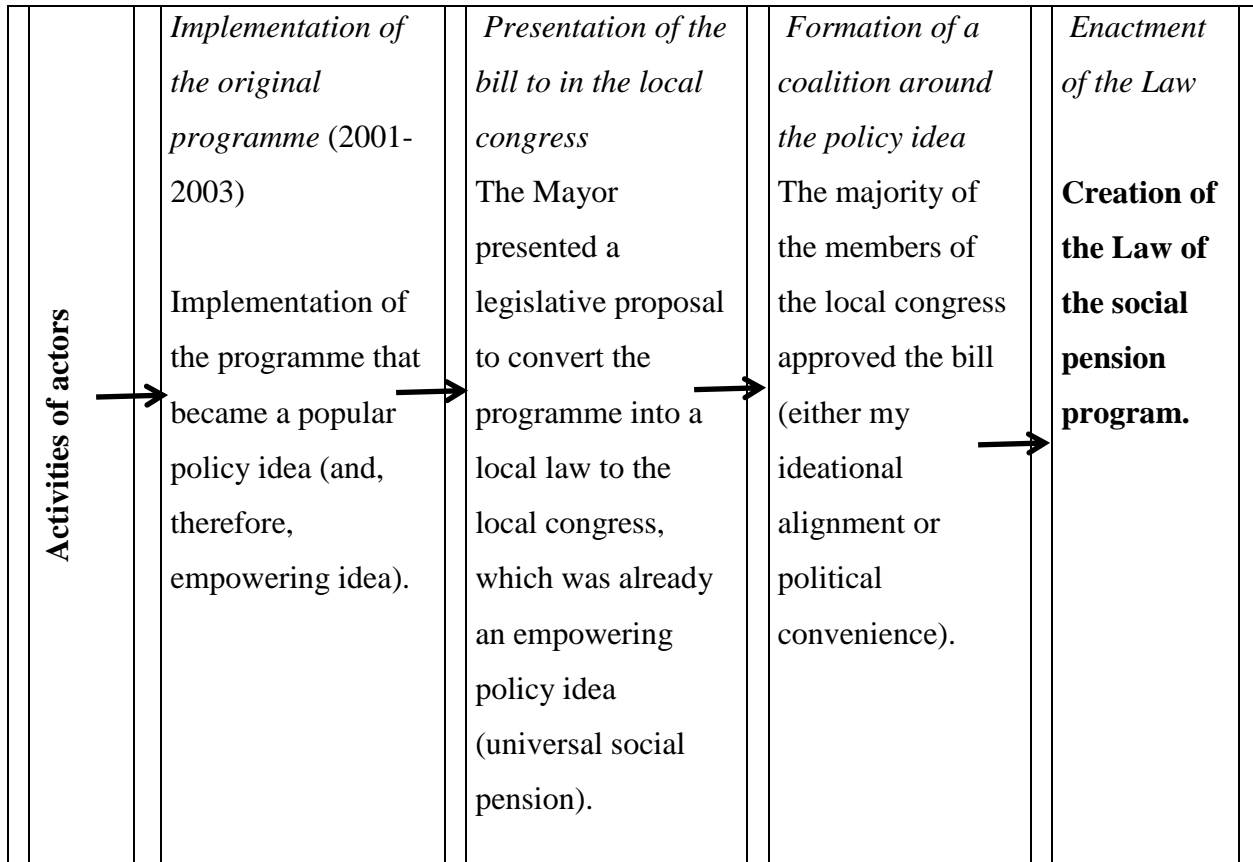 Activities of actors
Implementation of
the original
programme (2001-
2003)
Implementation of
the programme that
became a popular
policy idea (and,
therefore,
empowering idea).
Presentation of the
bill to in the local
congress
The Mayor
presented a
legislative proposal
to convert the
programme into a
local law to the
local congress,
which was already
an empowering
policy idea
(universal social
pension).
Formation of a
coalition around
the policy idea
The majority of
the members of
the local congress
approved the bill
(either my
ideational
alignment or
political
convenience).
Enactment
of the Law
Creation of
the Law of
the social
pension
program.